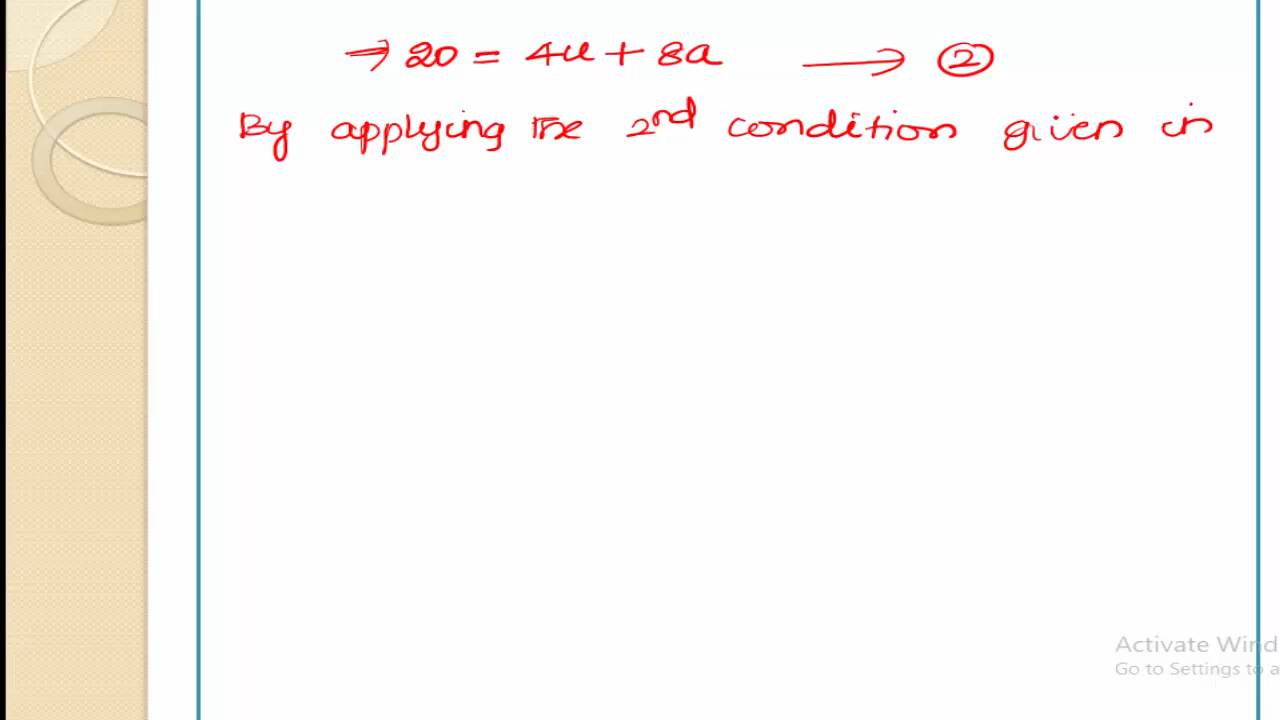 ⇒ 20 = 4u + 8a ⟶ ②
By applying the 2nd condition given in
Activate Wind
Go to Settings to a